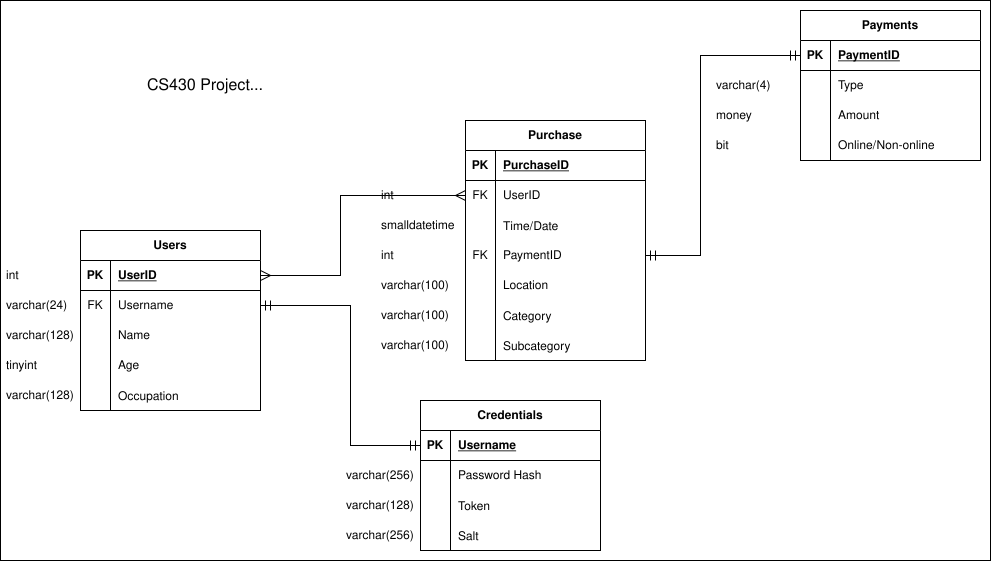 CS430 Project...
Payments
PK PaymentID
varchar(4) Type
money Amount
bit Online/Non-online
Purchase
PK PurchaseID
int FK UserID
smalldatetime Time/Date
int FK PaymentID
varchar(100) Location
varchar(100) Category
varchar(100) Subcategory
Users
int PK UserID
varchar(24) FK Username
varchar(128) Name
tinyint Age
varchar(128) Occupation
Credentials
PK Username
varchar(256) Password Hash
varchar(128) Token
varchar(256) Salt